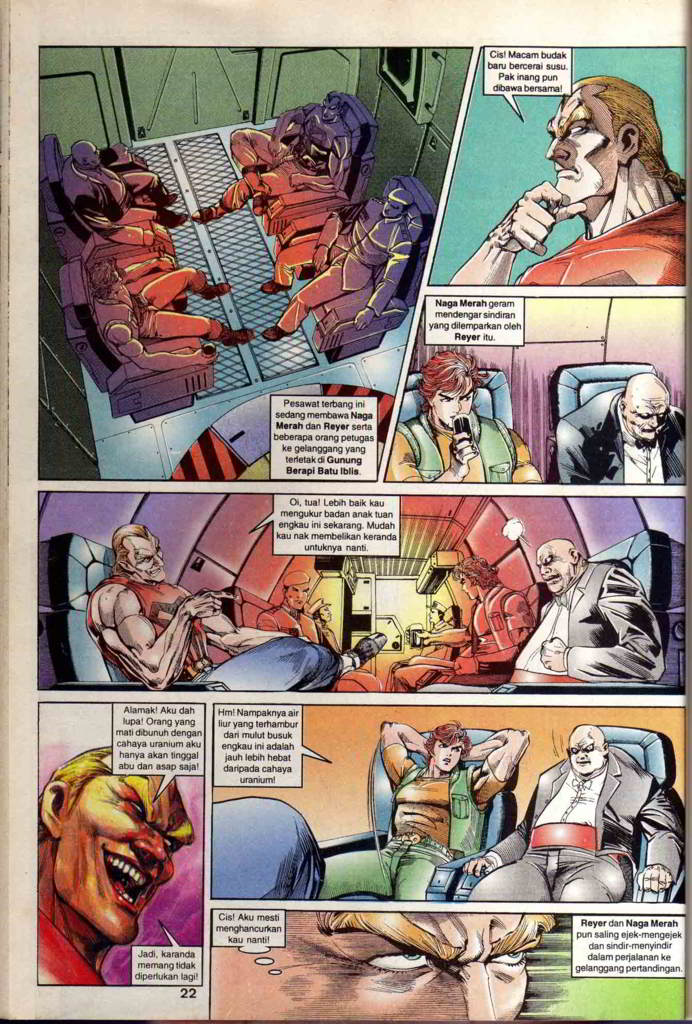 Pesawat terbang ini
sedang membawa Naga
Merah dan Reyer serta
beberapa orang petugas
ke gelanggang yang
terletak di Gunung
Berapi Batu Iblis.
Cis! Macam budak
baru bercerai susu.
Pak inang pun
dibawa bersama!
Naga Merah geram
mendengar sindiran
yang dilemparkan oleh
Reyer itu.
Oi, tua! Lebih baik kau
mengukur badan anak tuan
engkau ini sekarang. Mudah
kau nak membelikan keranda
untuknya nanti.
Alamak! Aku dah
lupa! Orang yang
mati dibunuh dengan
cahaya uranium aku
hanya akan tinggal
abu dan asap saja!
Jadi, karanda
memang tidak
diperlukan lagi!
Hm! Nampaknya air
liur yang terhambur
dari mulut busuk
engkau ini adalah
jauh lebih hebat
daripada cahaya
uranium!
Cis! Aku mesti
menghancurkan
kau nanti!
Reyer dan Naga Merah
pun saling ejek-mengejek
dan sindir-menyindir
dalam perjalanan ke
gelanggang pertandingan.
22